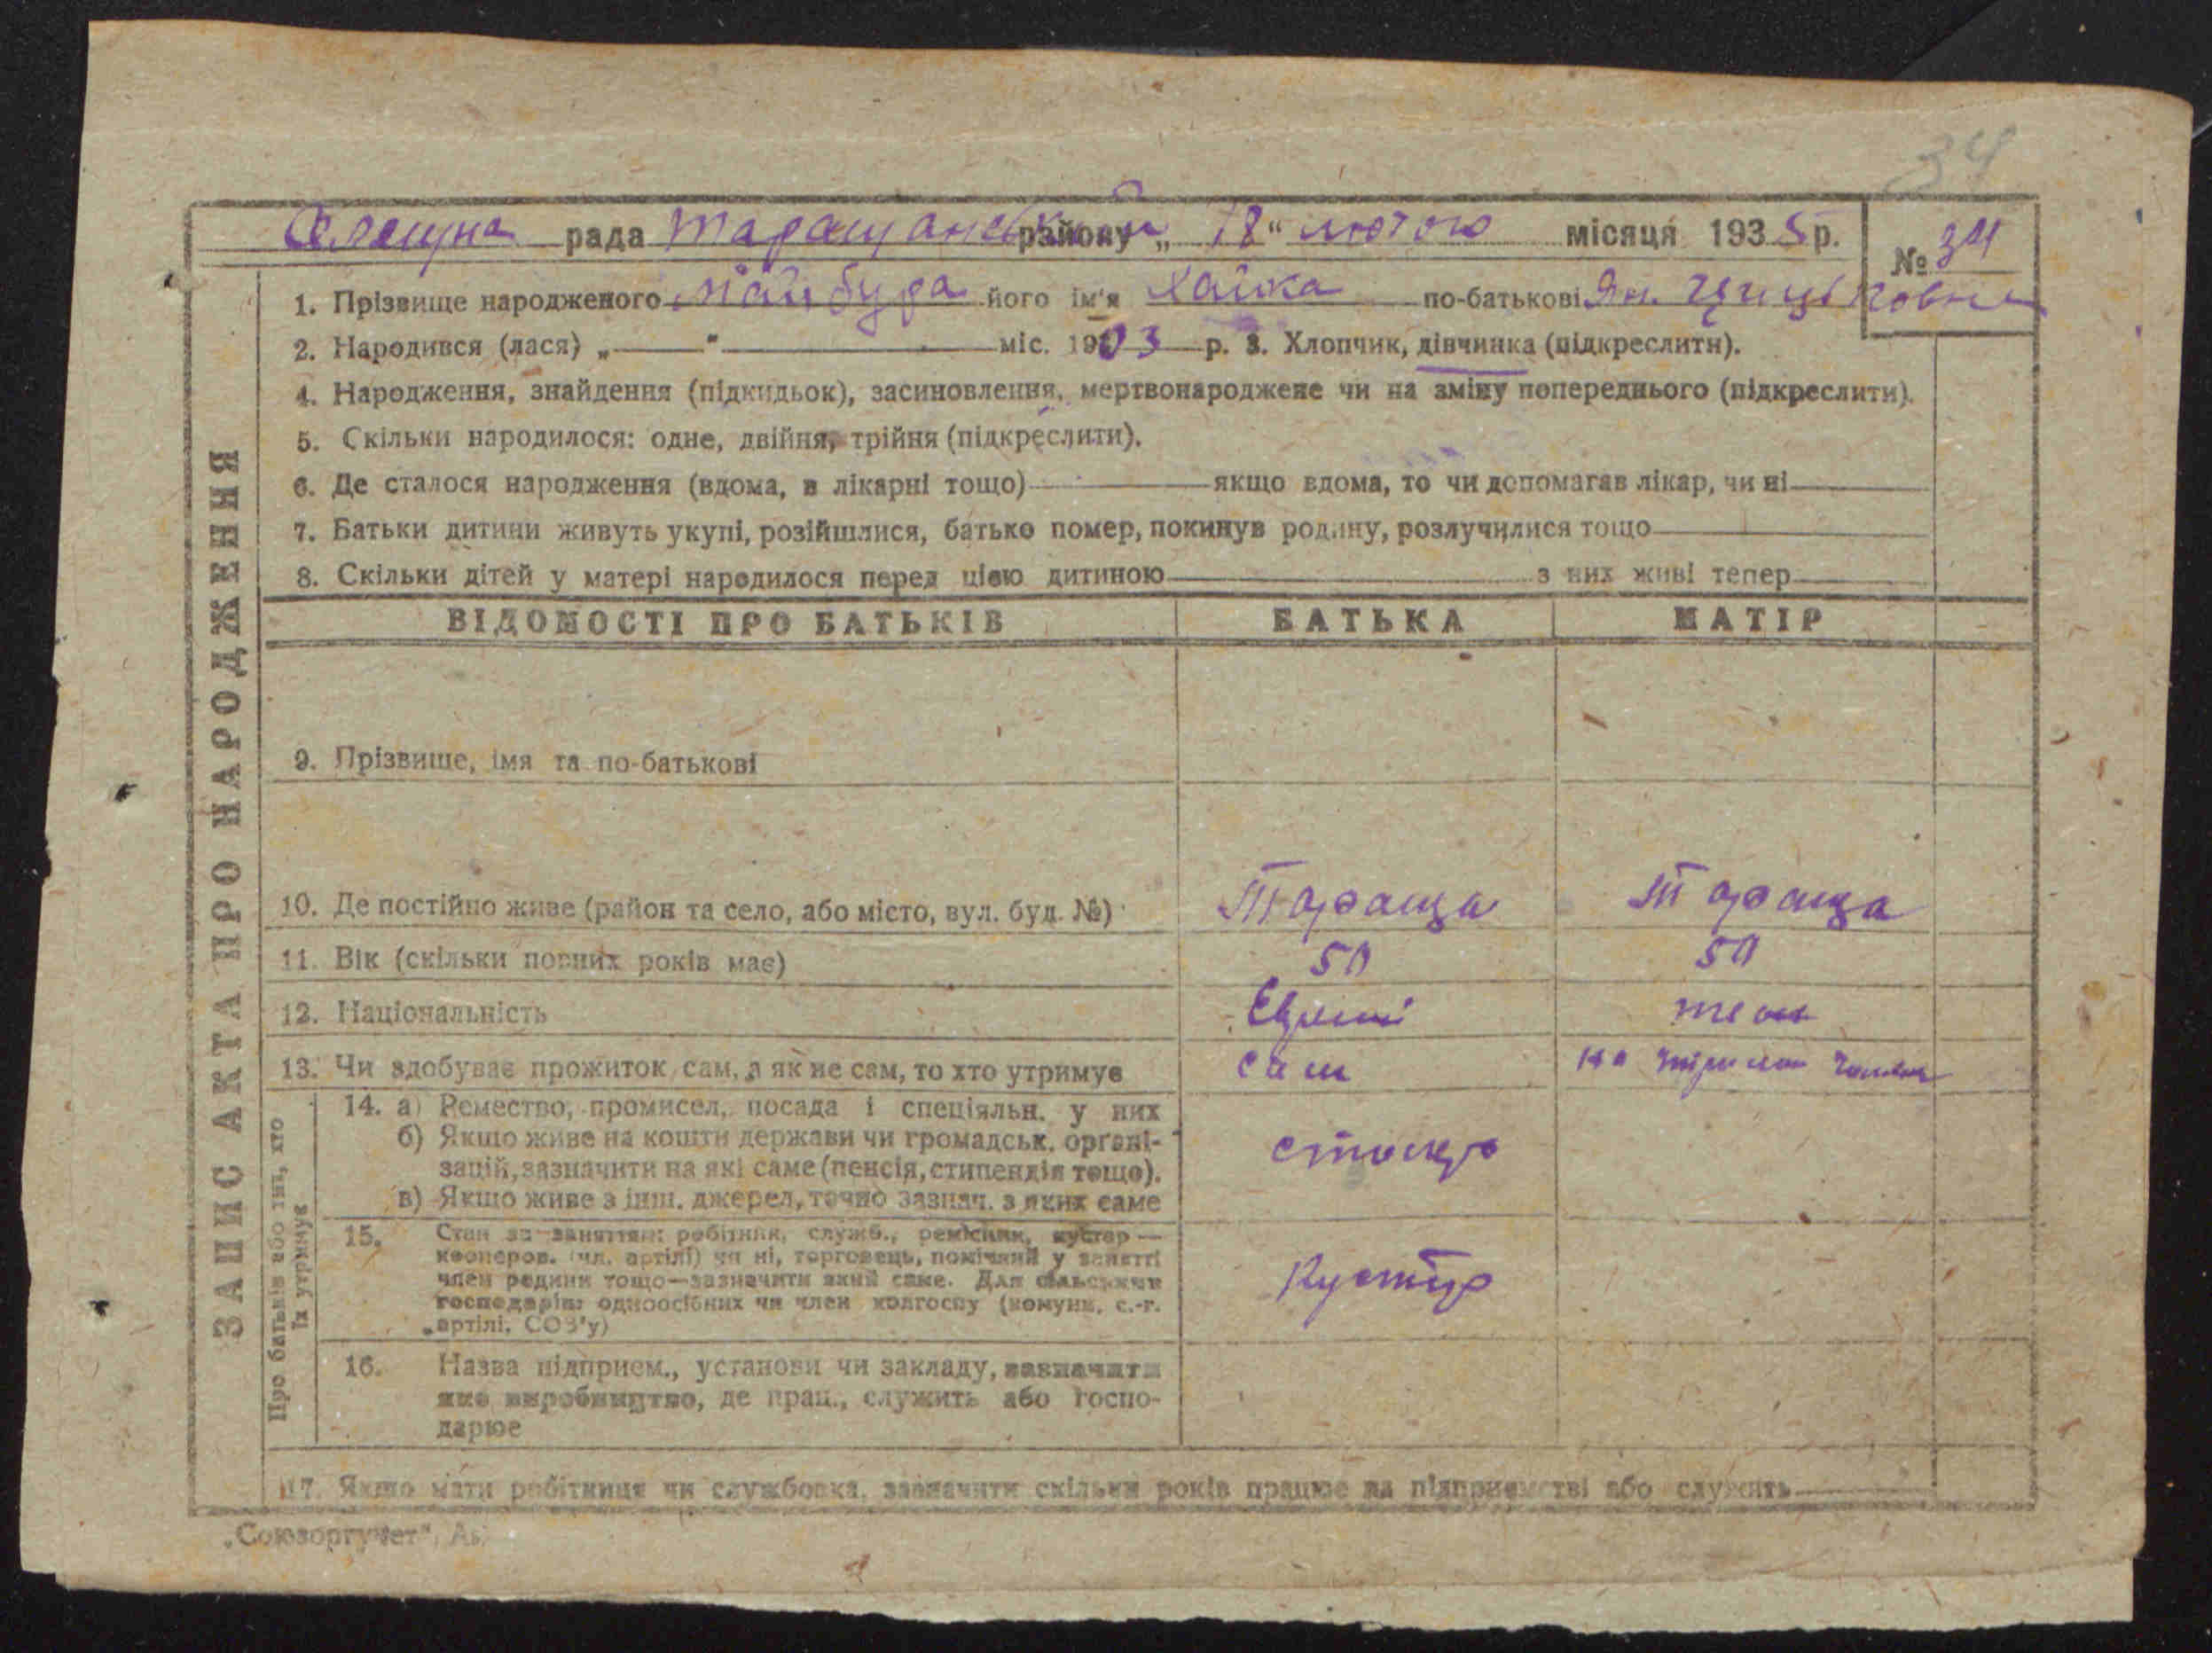 34
Селищна рада Таращанський району „18“ лютого місяця 1935 р.
№ 34
1. Прізвище народженого Майбуда його ім'я Хайка по-батькові
2. Народився (лася) „—“ міс. 1903 р. 3. Хлопчик, дівчинка (підкреслити).
4. Народження, знайдення (підкидьок), засиновлення, мертвонароджене чи на зміну попереднього (підкреслити).
5. Скільки народилося: одне, двійня, трійня (підкреслити).
6. Де сталося народження (вдома, в лікарні тощо) якщо вдома, то чи допомагав лікар, чи ні
7. Батьки дитини живуть укупі, розійшлися, батько помер, покинув родину, розлучилися тощо
8. Скільки дітей у матері народилося перед цією дитиною з них живі тепер
ЗАПИС АКТА ПРО НАРОДЖЕННЯ
ВІДОМОСТІ ПРО БАТЬКІВ БАТЬКА МАТІР
9. Прізвище, імя та по-батькові
10. Де постійно живе (район та село, або місто, вул. буд. №) Тараща Тараща
11. Вік (скільки повних років має) 50 50
12. Національність Евреі теж
13. Чи здобуває прожиток сам, а як не сам, то хто утримує сам на
Про батьків або тих, хто їх утримує
14. а) Ремество, промисел, посада і спеціяльн. у них
б) Якщо живе на кошти держави чи громадськ. органі-
зацій, зазначити на які саме (пенсія, стипендія тощо).
в) Якщо живе з інш. джерел, точно зазнач. з яких саме
столяр
15. Стан за заняттям: робітник, служб., ремісник, кустар —
кооперов. (чл. артілі) чи ні, торговець, помічний у занятті
член родини тощо—зазначити який саме. Для сільських
господарів: одноосібних чи член колгоспу (комуни, с.-г.
артілі, СОЗ'у)
Кустар
16. Назва підприєм., установи чи закладу, зазначити
яке виробництво, де прац., служить або госпо-
дарює
17. Якщо мати робітниця чи службовка, зазначити скільки років працює на підприємстві або служить
„Союзоргучет“,